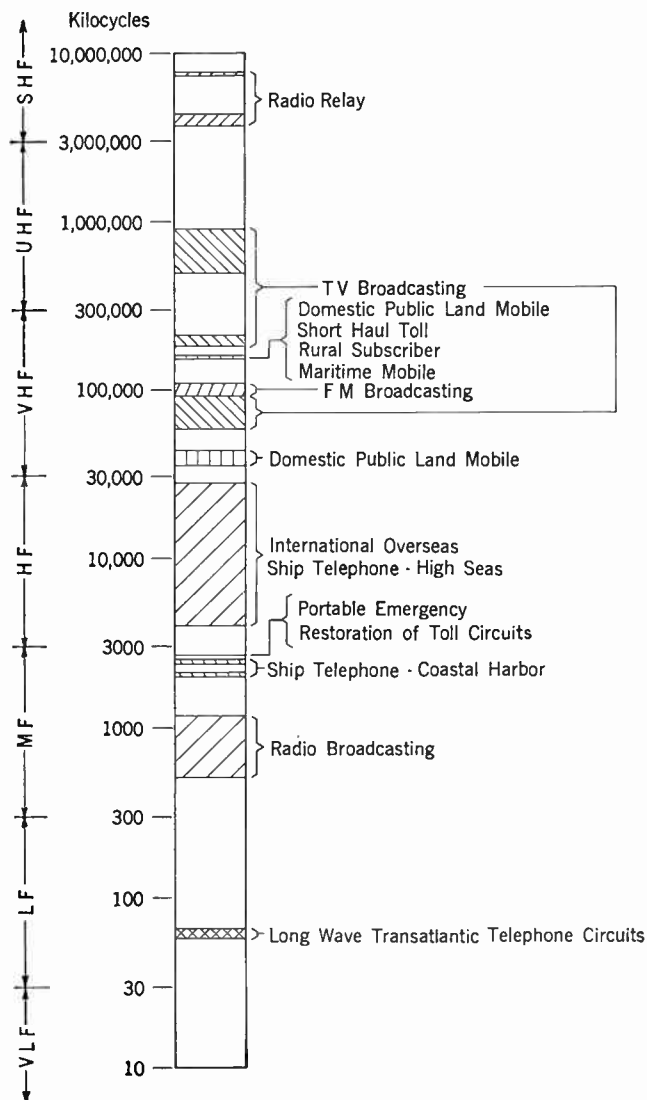 Kilocycles
10,000,000
Radio Relay
SHF
3,000,000
1,000,000
UHF
TV Broadcasting
300,000
Domestic Public Land Mobile
Short Haul Toll
Rural Subscriber
Maritime Mobile
VHF
100,000
FM Broadcasting
Domestic Public Land Mobile
30,000
International Overseas
HF
10,000
Ship Telephone - High Seas
Portable Emergency
Restoration of Toll Circuits
3000
Ship Telephone - Coastal Harbor
MF
1000
Radio Broadcasting
300
LF
100
Long Wave Transatlantic Telephone Circuits
30
VLF
10